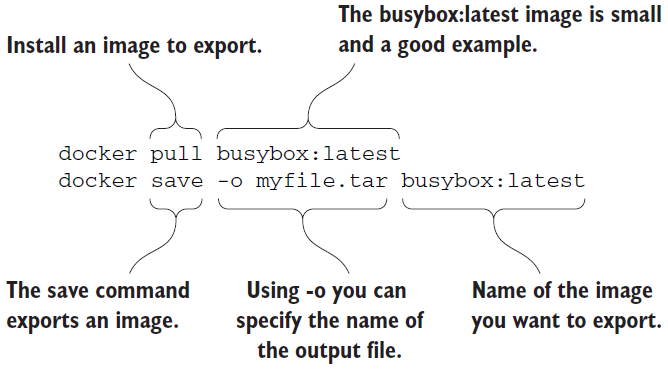 The busybox:latest image is small
and a good example.
Install an image to export.
docker pull busybox:latest
docker save -o myfile.tar busybox:latest
The save command
exports an image.
Using -o you can
specify the name of
the output file.
Name of the image
you want to export.